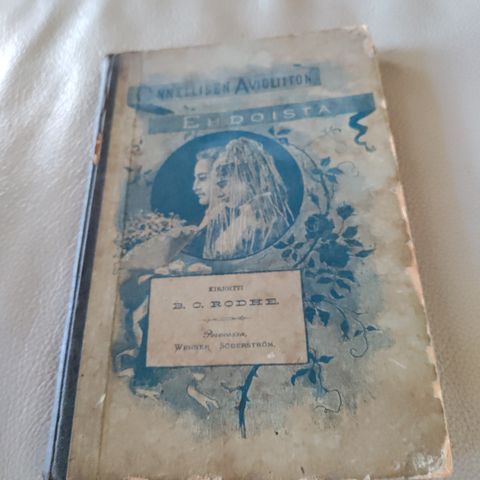 ONNELLISEN AVIOLIITON
EHDOISTA
KIRJOITTI
B. C. RODHE.
Porvoossa,
WERNER SÖDERSTRÖM.